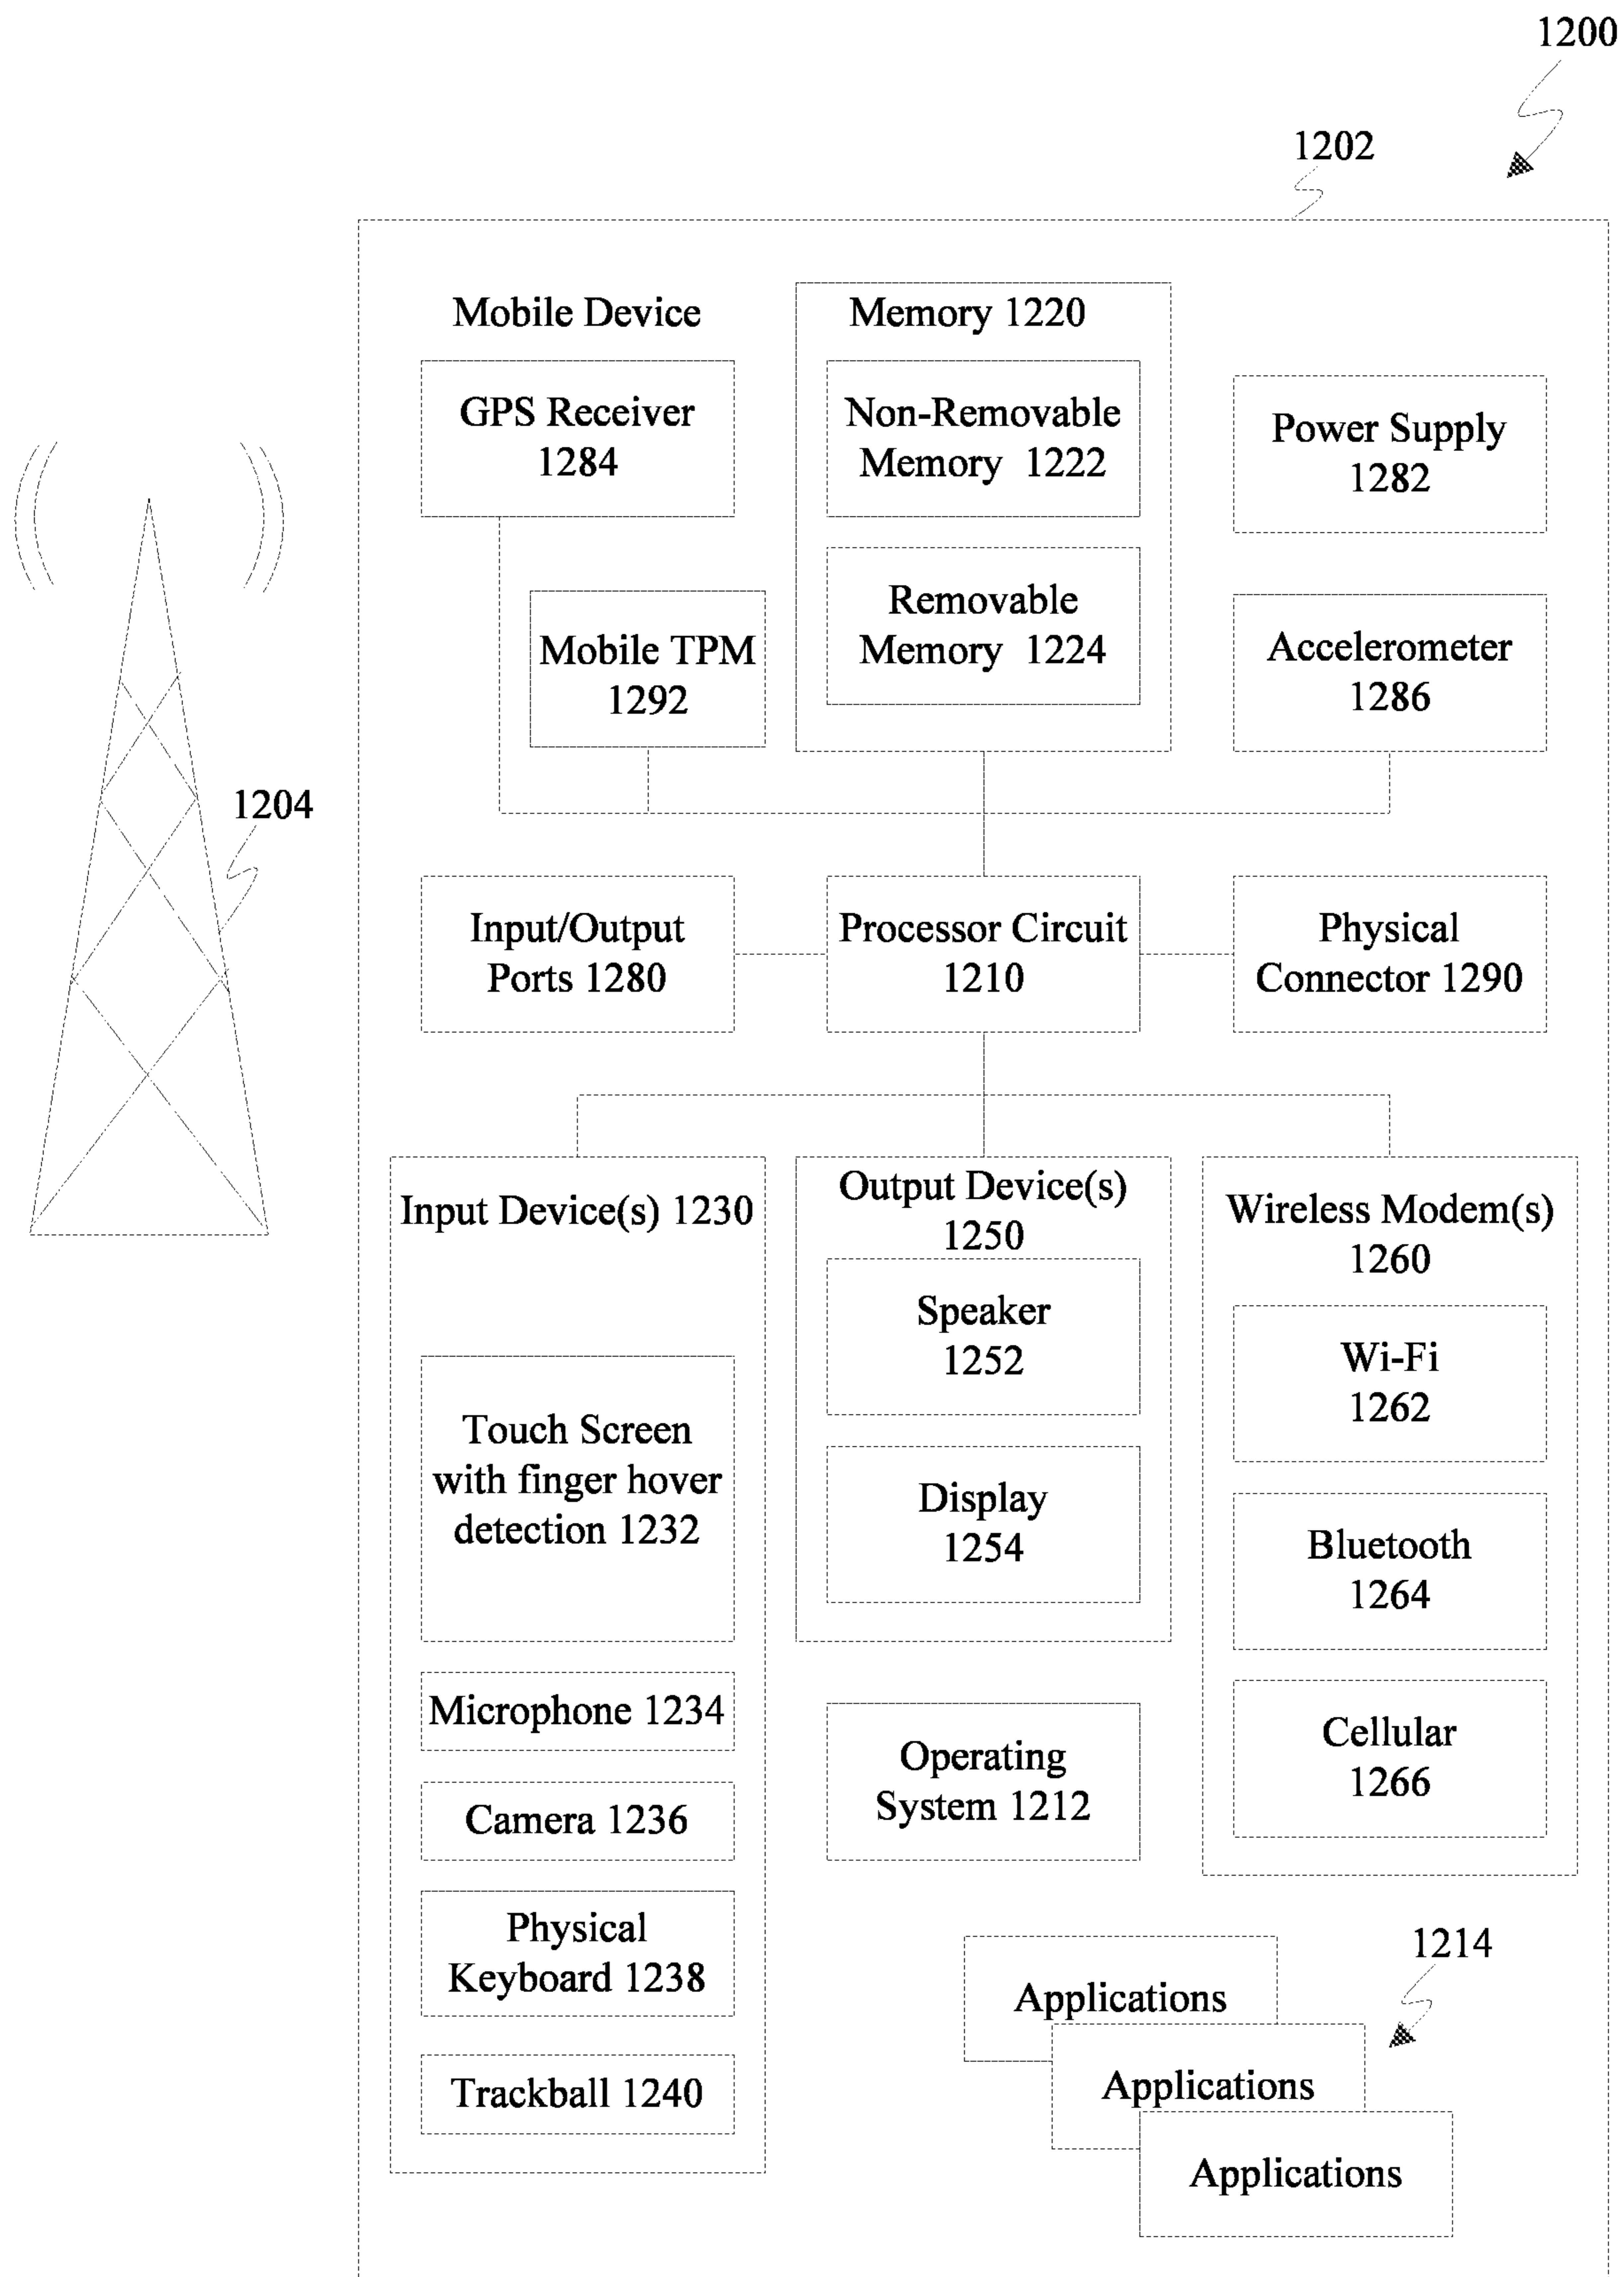 1200
1202
Mobile Device
Memory 1220
GPS Receiver
1284
Non-Removable
Memory 1222
Power Supply
1282
Mobile TPM
1292
Removable
Memory 1224
Accelerometer
1286
1204
Input/Output
Ports 1280
Processor Circuit
1210
Physical
Connector 1290
Input Device(s) 1230
Touch Screen
with finger hover
detection 1232
Microphone 1234
Camera 1236
Physical
Keyboard 1238
Trackball 1240
Output Device(s)
1250
Speaker
1252
Display
1254
Operating
System 1212
Wireless Modem(s)
1260
Wi-Fi
1262
Bluetooth
1264
Cellular
1266
1214
Applications
Applications
Applications